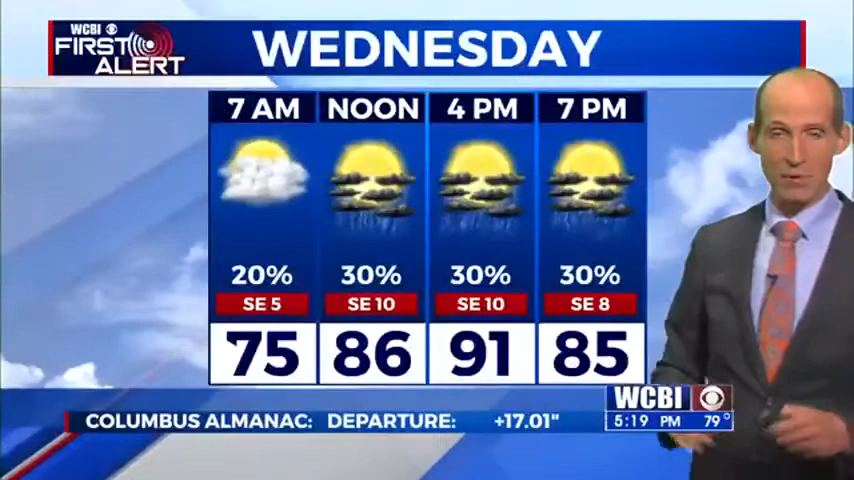 WCBI
FIRST
ALERT
WEDNESDAY
7 AM NOON 4 PM 7 PM
20% 30% 30% 30%
SE 5 SE 10 SE 10 SE 8
75 86 91 85
COLUMBUS ALMANAC: DEPARTURE: +17.01"
WCBI
5:19 PM 79°